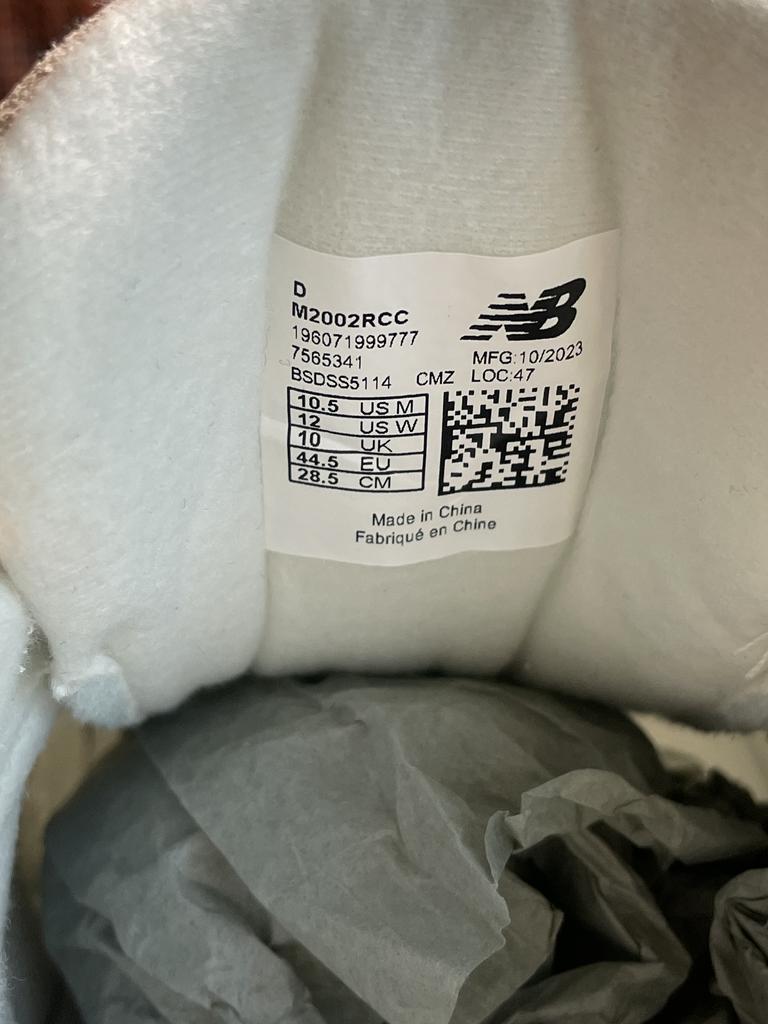 D
M2002RCC
196071999777
7565341
MFG:10/2023
BSDSS5114 CMZ LOC:47
10.5 US M
12 US W
10 UK
44.5 EU
28.5 CM
NB
Made in China
Fabriqué en Chine